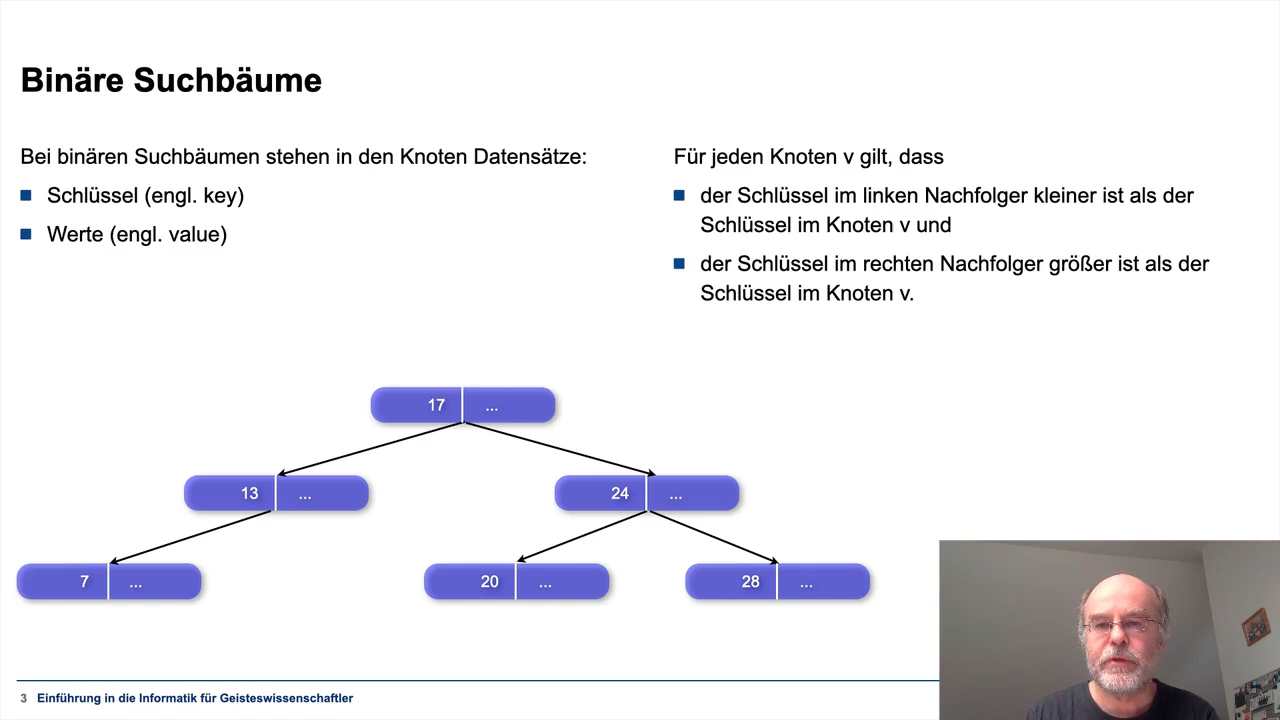 Binäre Suchbäume
Bei binären Suchbäumen stehen in den Knoten Datensätze:
Schlüssel (engl. key)
Werte (engl. value)
Für jeden Knoten v gilt, dass
der Schlüssel im linken Nachfolger kleiner ist als der
Schlüssel im Knoten v und
der Schlüssel im rechten Nachfolger größer ist als der
Schlüssel im Knoten v.
17 ...
13 ...
24 ...
7 ...
20 ...
28 ...
3 Einführung in die Informatik für Geisteswissenschaftler